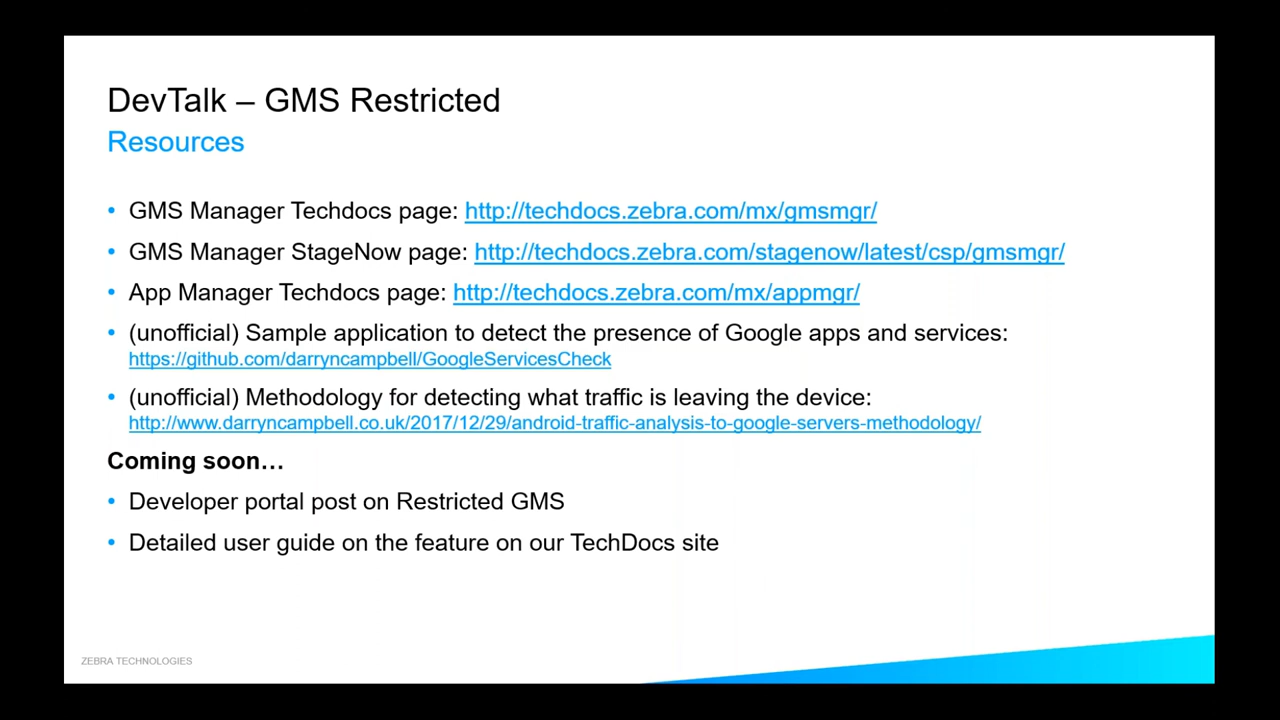 DevTalk – GMS Restricted
Resources
• GMS Manager Techdocs page: http://techdocs.zebra.com/mx/gmsmgr/
• GMS Manager StageNow page: http://techdocs.zebra.com/stagenow/latest/csp/gmsmgr/
• App Manager Techdocs page: http://techdocs.zebra.com/mx/appmgr/
• (unofficial) Sample application to detect the presence of Google apps and services:
https://github.com/darryncampbell/GoogleServicesCheck
• (unofficial) Methodology for detecting what traffic is leaving the device:
http://www.darryncampbell.co.uk/2017/12/29/android-traffic-analysis-to-google-servers-methodology/
Coming soon…
• Developer portal post on Restricted GMS
• Detailed user guide on the feature on our TechDocs site
ZEBRA TECHNOLOGIES